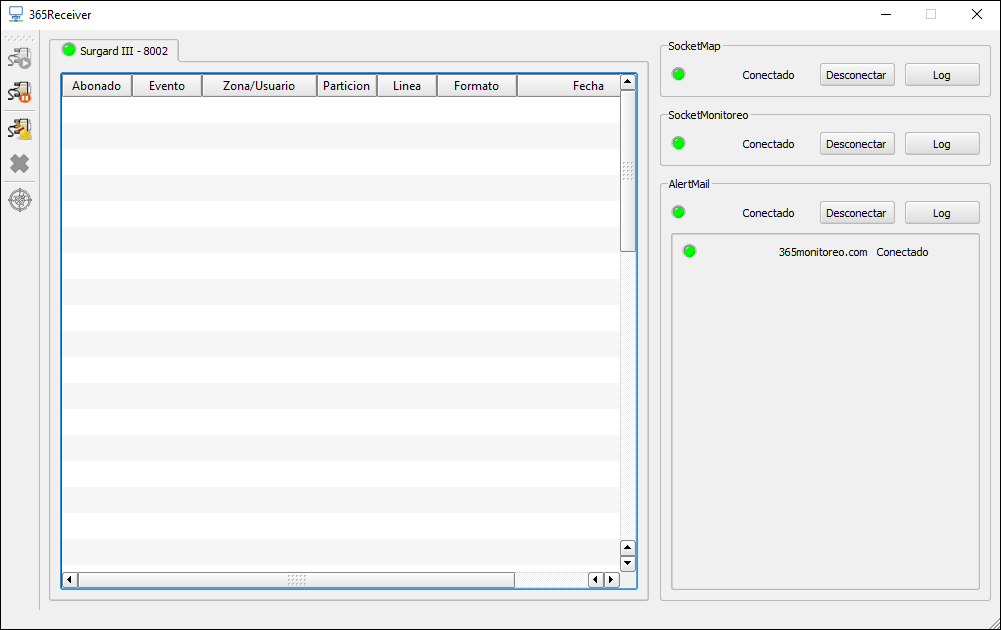 365Receiver
Surgard III - 8002
Abonado Evento Zona/Usuario Particion Linea Formato Fecha
SocketMap
Conectado Desconectar Log
SocketMonitoreo
Conectado Desconectar Log
AlertMail
Conectado Desconectar Log
365monitoreo.com Conectado